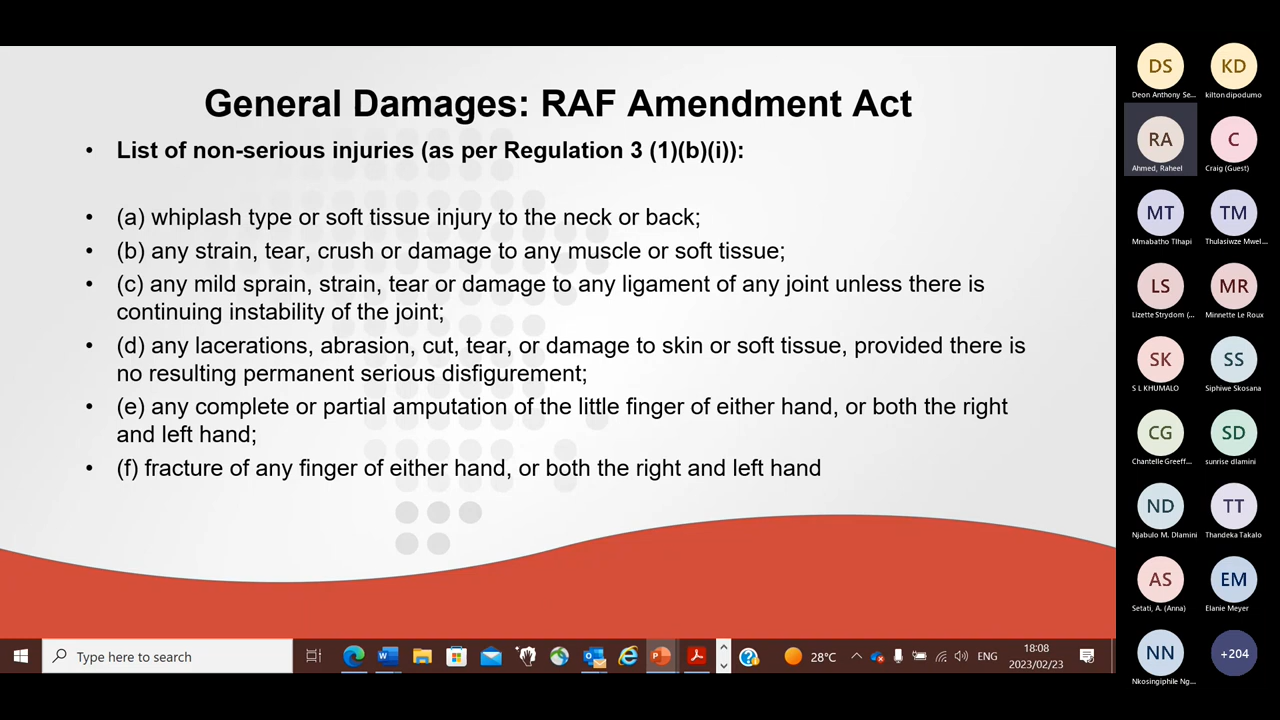 General Damages: RAF Amendment Act
• List of non-serious injuries (as per Regulation 3 (1)(b)(i)):
• (a) whiplash type or soft tissue injury to the neck or back;
• (b) any strain, tear, crush or damage to any muscle or soft tissue;
• (c) any mild sprain, strain, tear or damage to any ligament of any joint unless there is
continuing instability of the joint;
• (d) any lacerations, abrasion, cut, tear, or damage to skin or soft tissue, provided there is
no resulting permanent serious disfigurement;
• (e) any complete or partial amputation of the little finger of either hand, or both the right
and left hand;
• (f) fracture of any finger of either hand, or both the right and left hand
Type here to search
28°C
ENG
18:08
2023/02/23
DS KD
Deon Anthony Se... kilton dipodumo
RA C
Ahmed, Raheel Craig (Guest)
MT TM
Mmabatho Tlhapi Thulasiwze Mwel...
LS MR
Lizette Strydom (... Minnette Le Roux
SK SS
S L KHUMALO Siphiwe Skosana
CG SD
Chantelle Greeff... sunrise dlamini
ND TT
Njabulo M. Dlamini Thandeka Takalo
AS EM
Setati, A. (Anna) Elanie Meyer
NN +204
Nkosingiphile Ng...